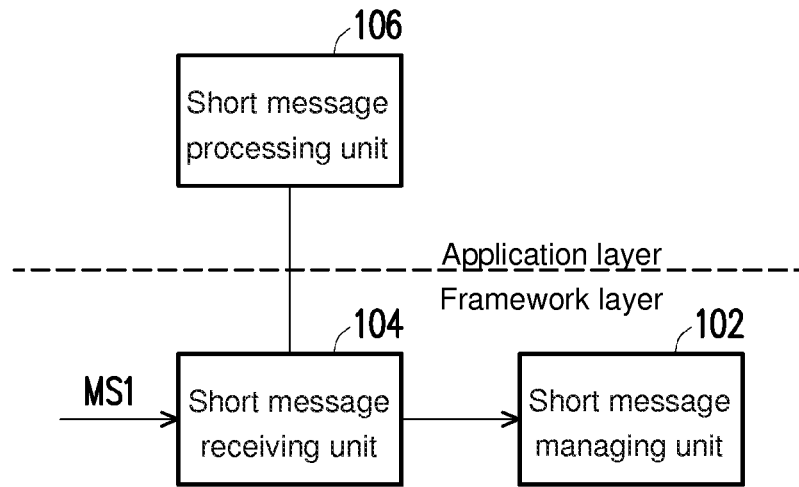 106
Short message
processing unit
Application layer
Framework layer
104
102
MS1
Short message
receiving unit
Short message
managing unit